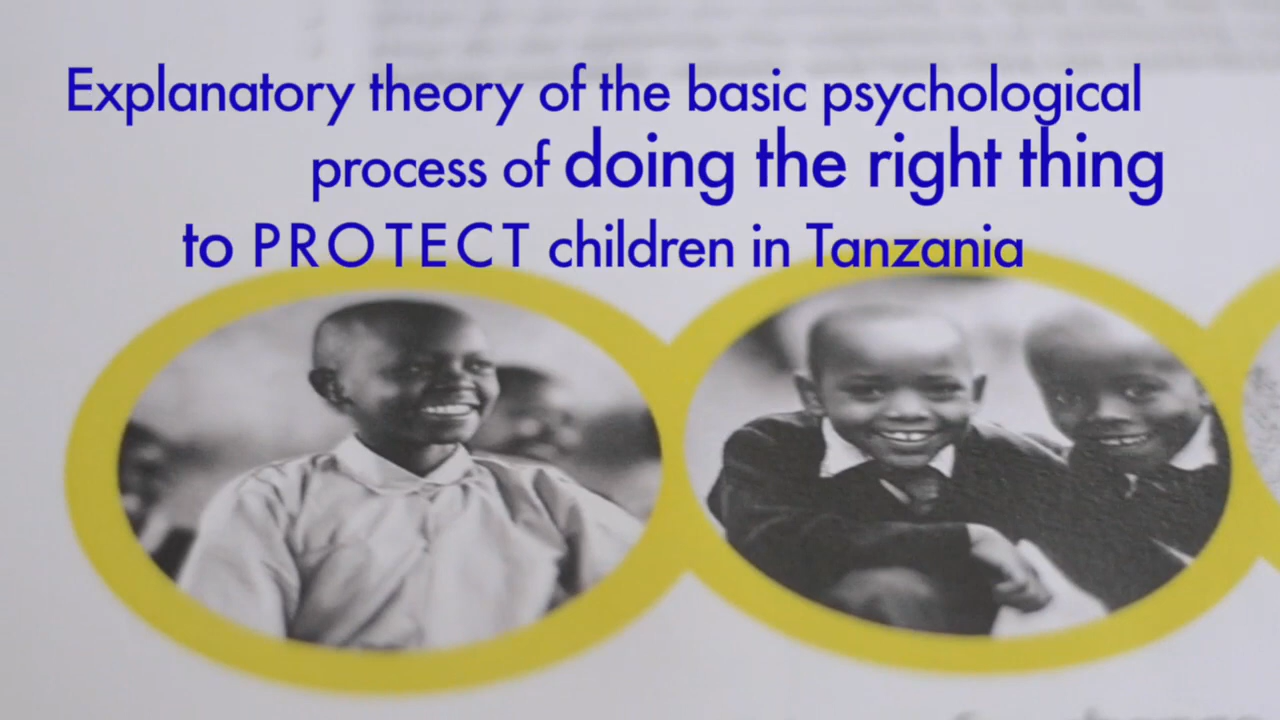 Explanatory theory of the basic psychological
process of doing the right thing
to PROTECT children in Tanzania